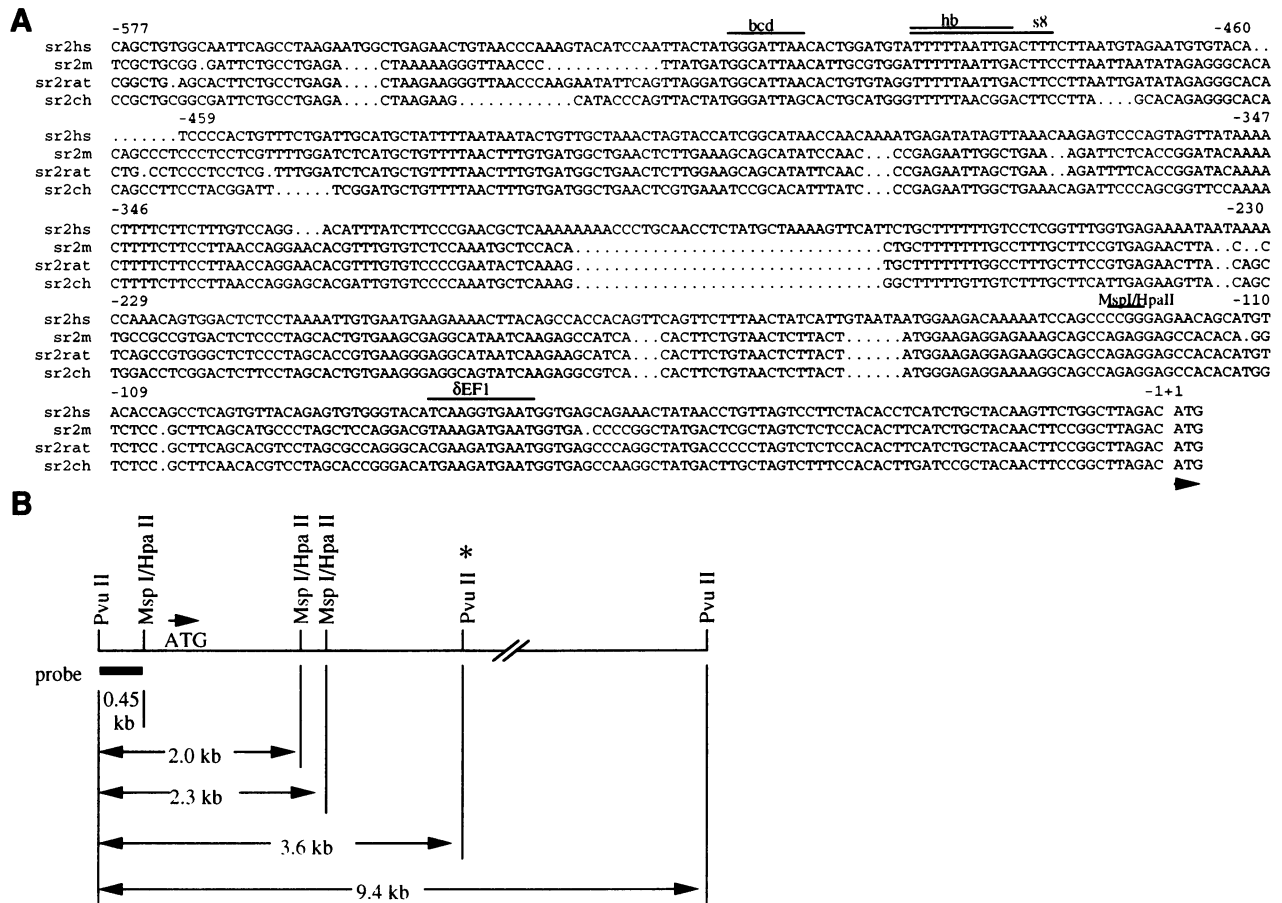 A
bcd hb s8
-577 -460
sr2hs CAGCTGTGGCAATTCAGCCTAAGAATGGCTGAGAACTGTAACCCAAAGTACATCCAATTACTATGGGATTAACACTGGATGTATTTTTAATTGACTTTCTTAATGTAGAATGTGTACA..
sr2m TCGCTGCGG.GATTCTGCCTGAGA....CTAAAAAGGGTTAACCC............TTATGATGGCATTAACATTGCGTGGATTTTTAATTGACTTCCTTAATTAATATAGAGGGCACA
sr2rat CGGCTG.AGCACTTCTGCCTGAGA....CTAAGAAGGGTTAACCCAAGAATATTCAGTTAGGATGGCATTAACACTGTGTAGGTTTTTAATTGACTTCCTTAATTGATATAGAGGGCACA
sr2ch CCGCTGCGGCGATTCTGCCTGAGA....CTAAGAAG............CATACCCAGTTACTATGGGATTAGCACTGCATGGGTTTTTAACGGACTTCCTTA....GCACAGAGGGCACA
-459 -347
sr2hs .......TCCCCACTGTTTCTGATTGCATGCTATTTTAATAATACTGTTGCTAAACTAGTACCATCGGCATAACCAACAAAATGAGATATAGTTAAACAAGAGTCCCAGTAGTTATAAAA
sr2m CAGCCCTCCCTCCTCGTTTTGGATCTCATGCTGTTTTAACTTTGTGATGGCTGAACTCTTGAAAGCAGCATATCCAAC...CCGAGAATTGGCTGAA..AGATTCTCACCGGATACAAAA
sr2rat CTG.CCTCCCTCCTCG.TTTGGATCTCATGCTGTTTTAACTTTGTGATGGCTGAACTCTTGGAAGCAGCATATTCAAC...CCGAGAATTAGCTGAA..AGATTTTCACCGGATACAAAA
sr2ch CAGCCTTCCTACGGATT......TCGGATGCTGTTTTAACTTTGTGATGGCTGAACTCGTGAAATCCGCACATTTATC...CCGAGAATTGGCTGAAACAGATTCCCAGCGGTTCCAAAA
-346 -230
sr2hs CTTTTCTTCTTTGTCCAGG...ACATTTATCTTCCCGAACGCTCAAAAAAAACCCTGCAACCTCTATGCTAAAAGTTCATTCTGCTTTTTTTGTCCTCGGTTTGGTGAGAAAATAATAAAA
sr2m CTTTTCTTCCTTAACCAGGAACACGTTTGTGTCTCCAAATGCTCCACA................................CTGCTTTTTTTGCCTTTGCTTCCGTGAGAACTTA..C..C
sr2rat CTTTTCTTCCTTAACCAGGAACACGTTTGTGTCCCCGAATACTCAAAG................................TGCTTTTTTTGGCCTTTGCTTCCGTGAGAACTTA..CAGC
sr2ch CTTTTCTTCCTTAACCAGGAGCACGATTGTGTCCCCAAATGCTCAAAG................................GGCTTTTTGTTGTCTTTGCTTCATTGAGAAGTTA..CAGC
MspI/HpaII
-229 -110
sr2hs CCAAACAGTGGACTCTCCTAAAATTGTGAATGAAGAAAACTTACAGCCACCACAGTTCAGTTCTTTAACTATCATTGTAATAATGGAAGACAAAAATCCAGCCCCGGGAGAACAGCATGT
sr2m TGCCGCCGTGACTCTCCCTAGCACTGTGAAGCGAGGCATAATCAAGAGCCATCA...CACTTCTGTAACTCTTACT......ATGGAAGAGGAGAAAGCAGCCAGAGGAGCCACACA.GG
sr2rat TCAGCCGTGGGCTCTCCCTAGCACCGTGAAGGGAGGCATAATCAAGAAGCATCA...CACTTCTGTAACTCTTACT......ATGGAAGAGGAGAAGGCAGCCAGAGGAGCCACACATGT
sr2ch TGGACCTCGGACTCTTCCTAGCACTGTGAAGGGAGGCAGTATCAAGAGGCGTCA...CACTTCTGTAACTCTTACT......ATGGGAGAGGAAAAGGCAGCCAGAGGAGCCACACATGG
δEF1
-109 -1+1
sr2hs ACACCAGCCTCAGTGTTACAGAGTGTGGGTACATCAAGGTGAATGGTGAGCAGAAACTATAACCTGTTAGTCCTTCTACACCTCATCTGCTACAAGTTCTGGCTTAGAC ATG
sr2m TCTCC.GCTTCAGCATGCCCTAGCTCCAGGACGTAAAGATGAATGGTGA.CCCCGGCTATGACTCGCTAGTCTCTCTCCACACTTCATCTGCTACAACTTCCGGCTTAGAC ATG
sr2rat TCTCC.GCTTCAGCACGTCCTAGCGCCAGGGCACGAAGATGAATGGTGAGCCCAGGCTATGACCCCCTAGTCTCTCTCCACACTTCATCTGCTACAACTTCCGGCTTAGAC ATG
sr2ch TCTCC.GCTTCAACACGTCCTAGCACCGGGACATGAAGATGAATGGTGAGCCAAGGCTATGACTTGCTAGTCTTTCCACACTTGATCCGCTACAACTTCCGGCTTAGAC ATG
B
Pvu II
Msp I/Hpa II
Msp I/Hpa II
Msp I/Hpa II
Pvu II *
Pvu II
ATG
probe
0.45
kb
2.0 kb
2.3 kb
3.6 kb
9.4 kb